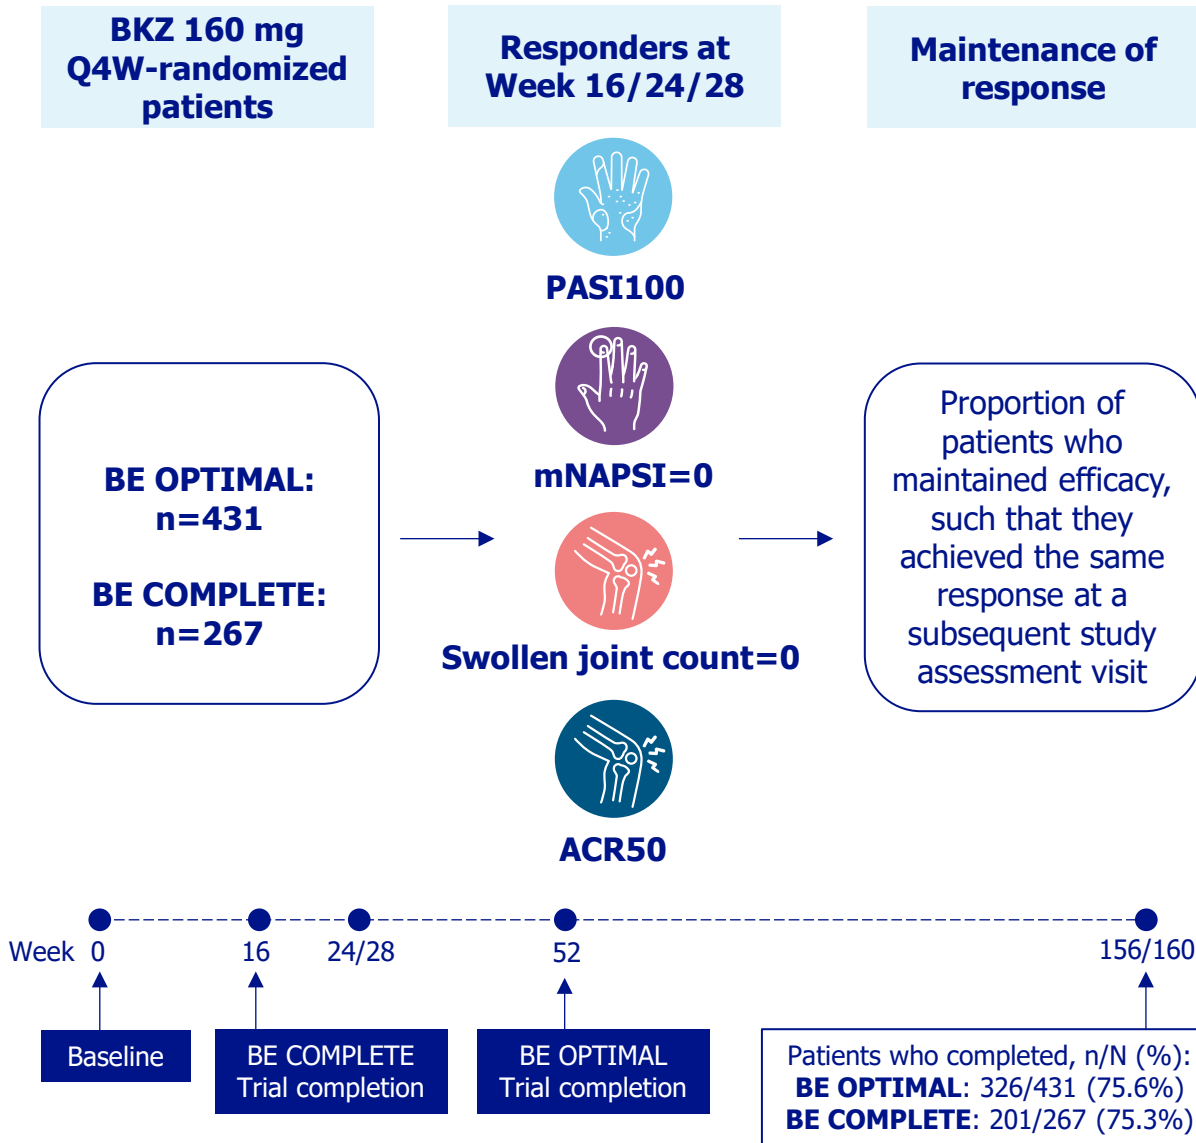 BKZ 160 mg
Q4W-randomized
patients
Responders at
Week 16/24/28
Maintenance of
response
PASI100
mNAPSI=0
Swollen joint count=0
ACR50
BE OPTIMAL:
n=431
BE COMPLETE:
n=267
Proportion of
patients who
maintained efficacy,
such that they
achieved the same
response at a
subsequent study
assessment visit
Week 0
16
24/28
52
156/160
Baseline
BE COMPLETE
Trial completion
BE OPTIMAL
Trial completion
Patients who completed, n/N (%):
BE OPTIMAL: 326/431 (75.6%)
BE COMPLETE: 201/267 (75.3%)